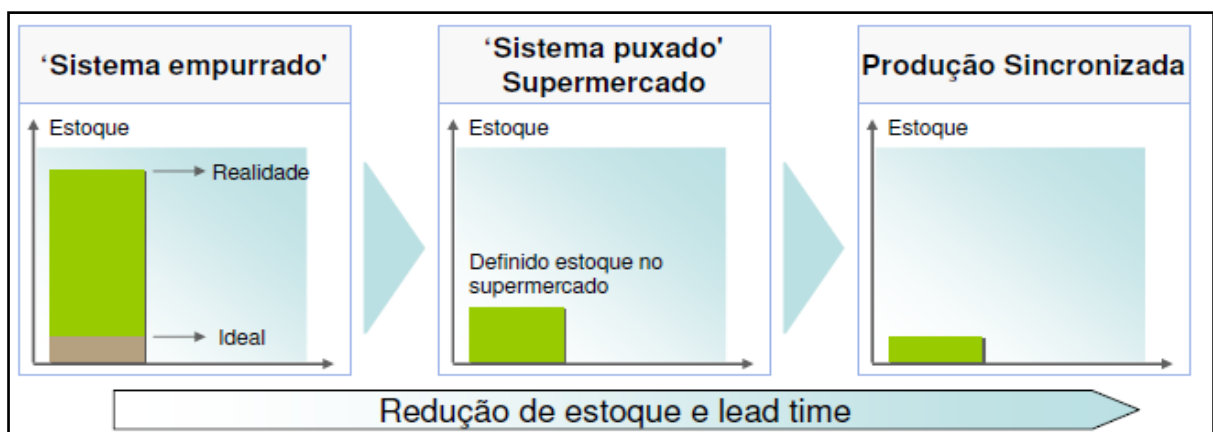 ‘Sistema empurrado'
Estoque
Realidade
Ideal
‘Sistema puxado'
Supermercado
Estoque
Definido estoque no
supermercado
Produção Sincronizada
Estoque
Redução de estoque e lead time